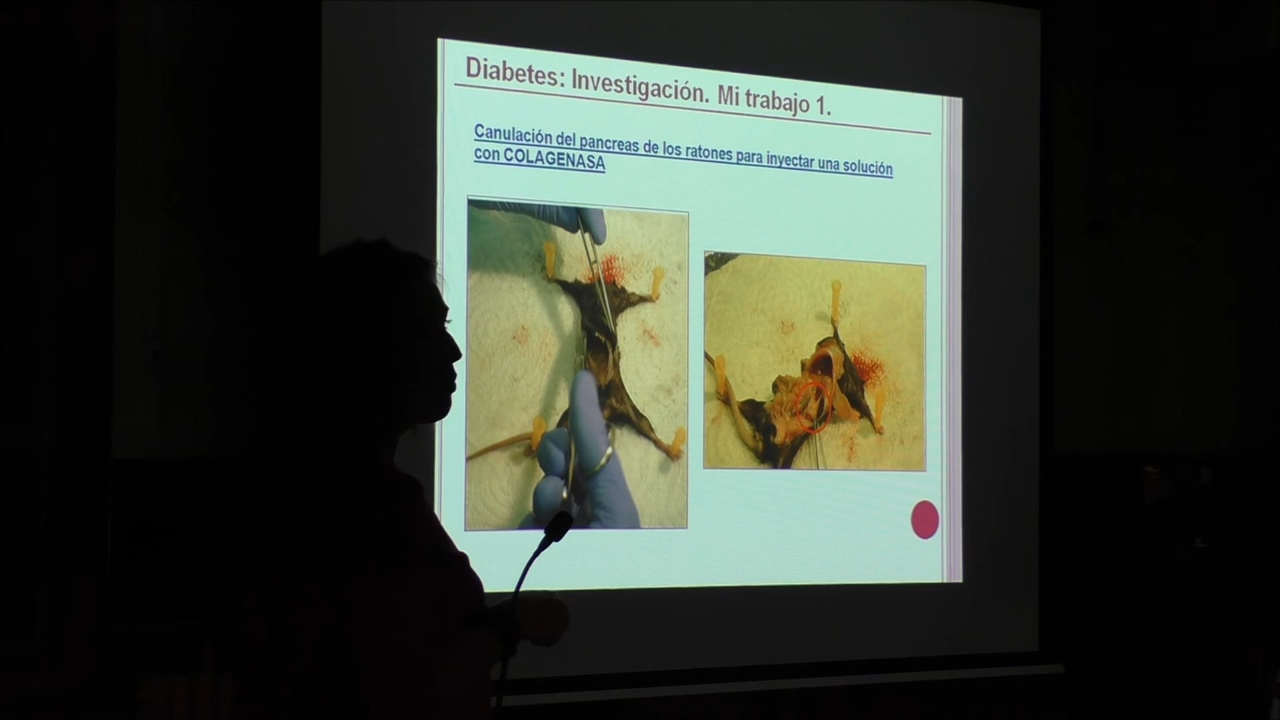 Diabetes: Investigación. Mi trabajo 1.
Canulación del pancreas de los ratones para inyectar una solución
con COLAGENASA